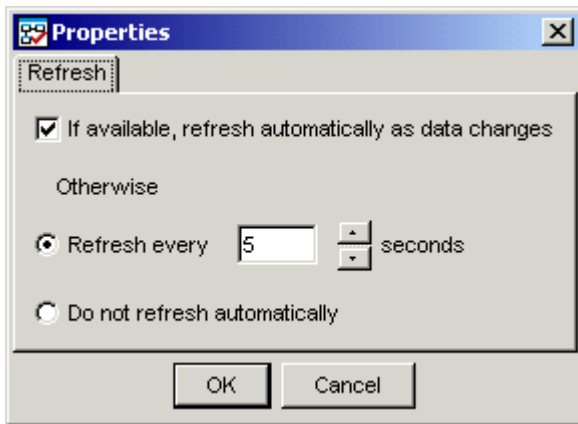 Properties
Refresh
If available, refresh automatically as data changes
Otherwise
Refresh every 5 seconds
Do not refresh automatically
OK Cancel